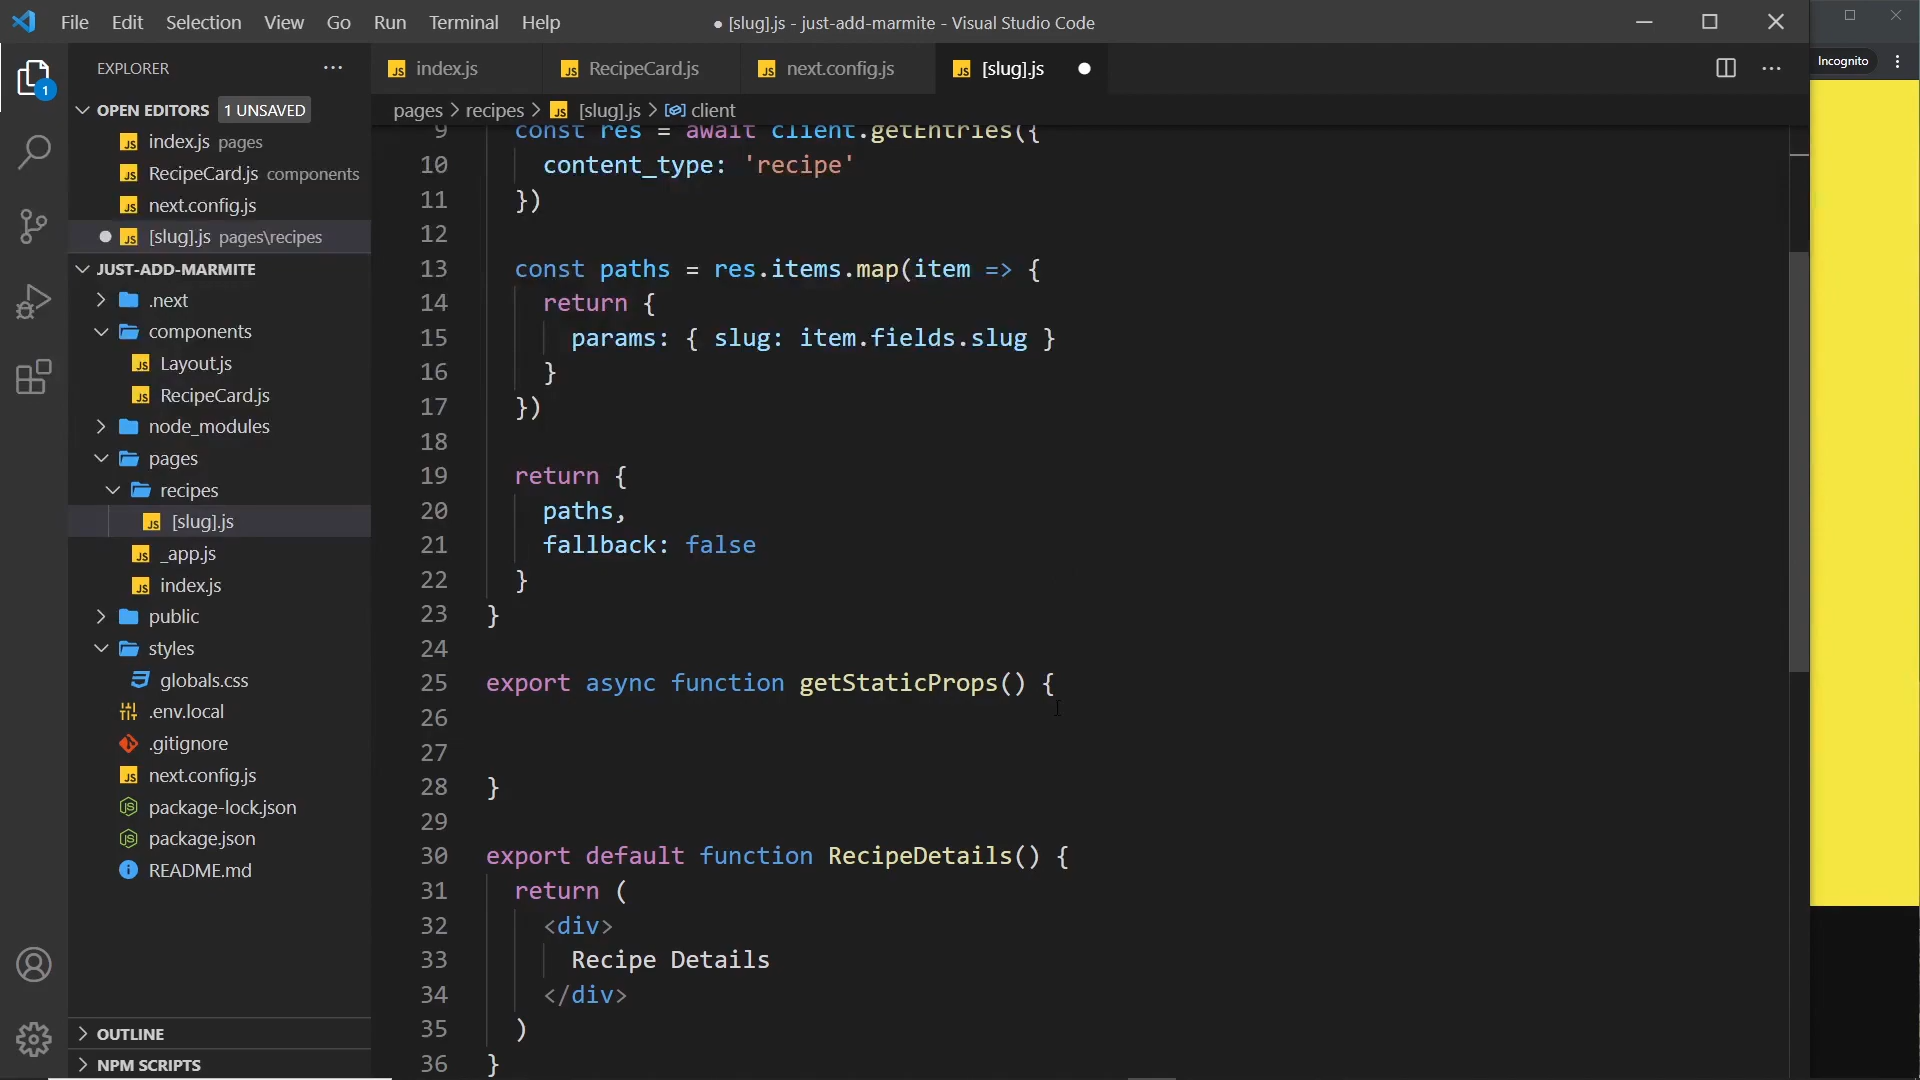 File Edit Selection View Go Run Terminal Help
● [slug].js - just-add-marmite - Visual Studio Code
Incognito
EXPLORER
OPEN EDITORS 1 UNSAVED
index.js pages
RecipeCard.js components
next.config.js
[slug].js pages\recipes
JUST-ADD-MARMITE
.next
components
Layout.js
RecipeCard.js
node_modules
pages
recipes
[slug].js
_app.js
index.js
public
styles
globals.css
.env.local
.gitignore
next.config.js
package-lock.json
package.json
README.md
OUTLINE
NPM SCRIPTS
1
index.js RecipeCard.js next.config.js [slug].js
pages > recipes > [slug].js > client
9 const res = await client.getEntries({
10 content_type: 'recipe'
11 })
12
13 const paths = res.items.map(item => {
14 return {
15 params: { slug: item.fields.slug }
16 }
17 })
18
19 return {
20 paths,
21 fallback: false
22 }
23 }
24
25 export async function getStaticProps() {
26
27
28 }
29
30 export default function RecipeDetails() {
31 return (
32 <div>
33 Recipe Details
34 </div>
35 )
36 }